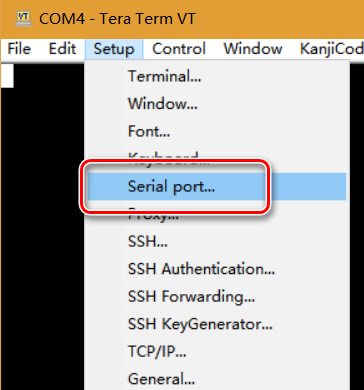 VT
COM4 - Tera Term VT
File Edit Setup Control Window KanjiCod
Terminal...
Window...
Font...
Keyboard...
Serial port...
Proxy...
SSH...
SSH Authentication...
SSH Forwarding...
SSH KeyGenerator...
TCP/IP...
General...